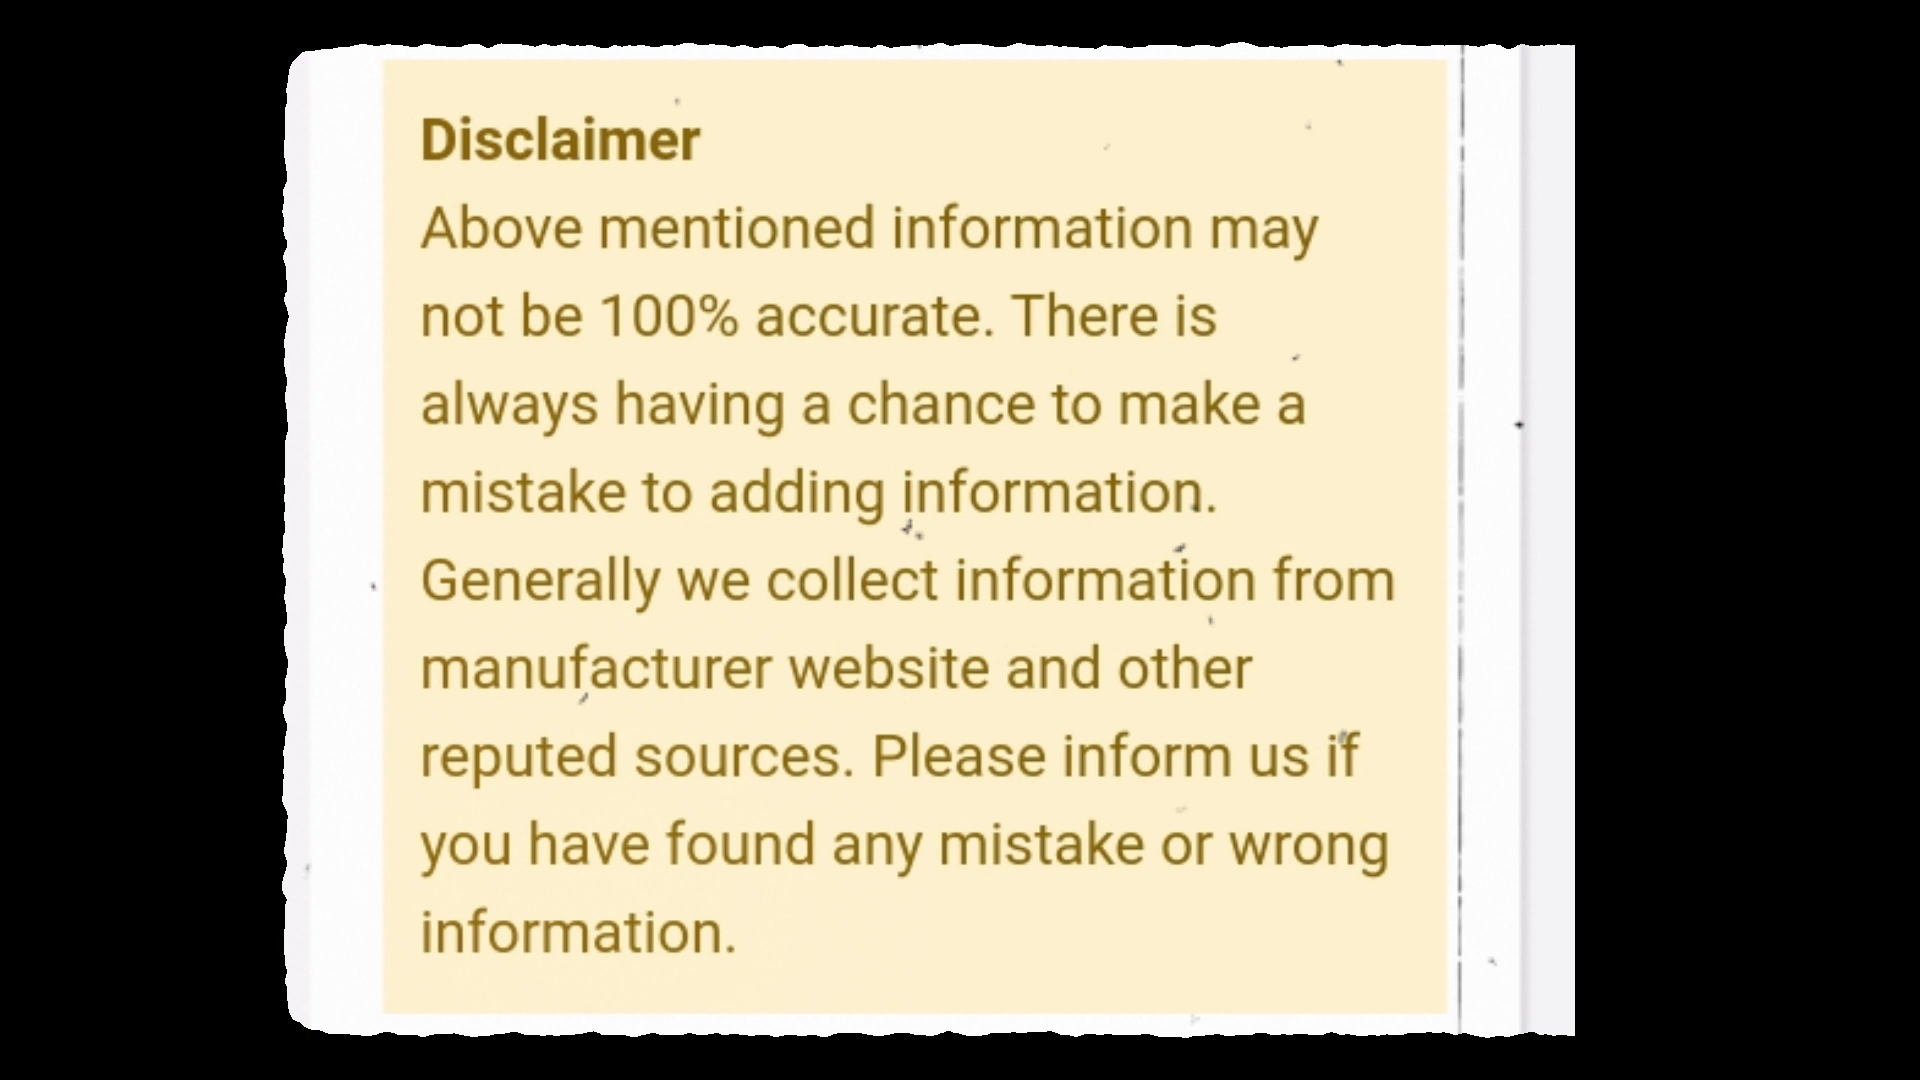 Disclaimer
Above mentioned information may
not be 100% accurate. There is
always having a chance to make a
mistake to adding information.
Generally we collect information from
manufacturer website and other
reputed sources. Please inform us if
you have found any mistake or wrong
information.